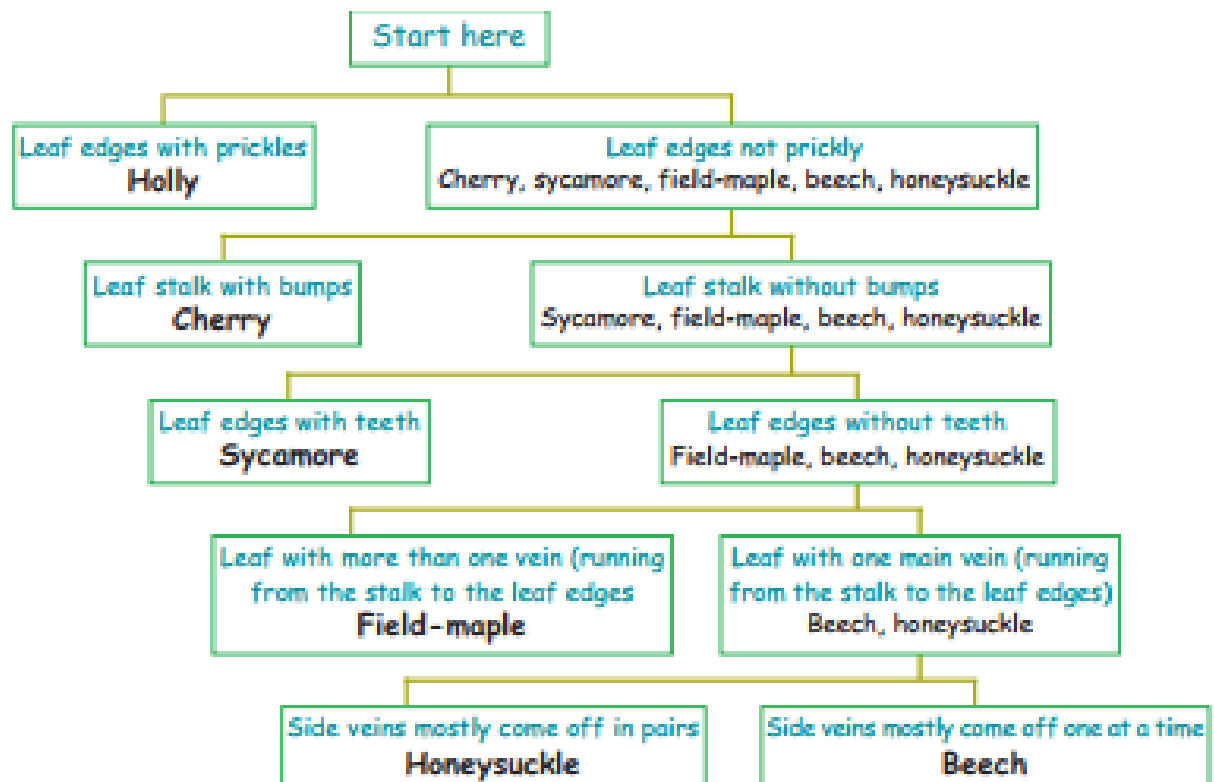 Start here
Leaf edges with prickles
Holly
Leaf edges not prickly
Cherry, sycamore, field-maple, beech, honeysuckle
Leaf stalk with bumps
Cherry
Leaf stalk without bumps
Sycamore, field-maple, beech, honeysuckle
Leaf edges with teeth
Sycamore
Leaf edges without teeth
Field-maple, beech, honeysuckle
Leaf with more than one vein (running
from the stalk to the leaf edges
Field-maple
Leaf with one main vein (running
from the stalk to the leaf edges)
Beech, honeysuckle
Side veins mostly come off in pairs
Honeysuckle
Side veins mostly come off one at a time
Beech